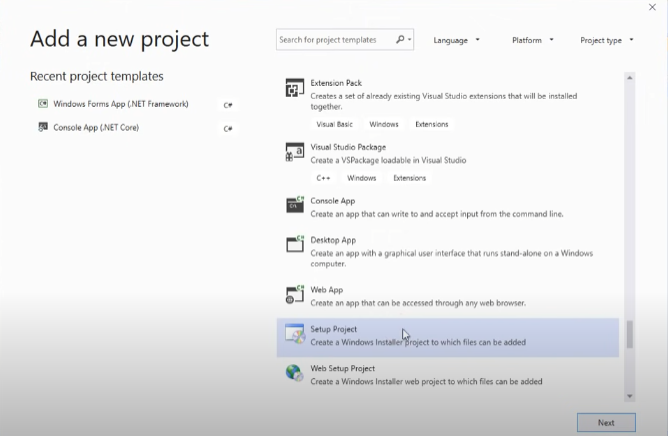 Add a new project
Search for project templates
Language
Platform
Project type
Recent project templates
Windows Forms App (.NET Framework)
C#
Console App (.NET Core)
C#
Extension Pack
Creates a set of already existing Visual Studio extensions that will be installed
together.
Visual Basic Windows Extensions
Visual Studio Package
Create a VSPackage loadable in Visual Studio
C++ Windows Extensions
Console App
Create an app that can write to and accept input from the command line.
Desktop App
Create an app with a graphical user interface that runs stand-alone on a Windows
computer.
Web App
Create an app that can be accessed through any web browser.
Setup Project
Create a Windows Installer project to which files can be added
Web Setup Project
Create a Windows Installer web project to which files can be added
Next